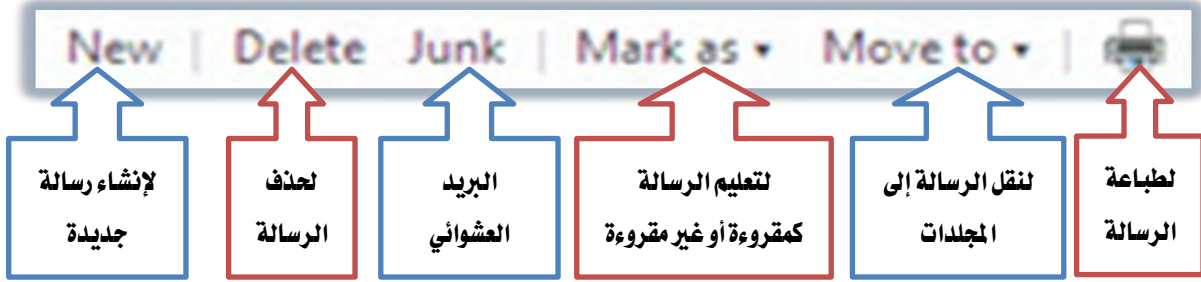 New | Delete Junk | Mark as ▾ Move to ▾ |
لإنشاء رسالة
جديدة
لحذف
الرسالة
البريد
العشوائي
لتعليم الرسالة
كمقروءة أو غير مقروءة
لنقل الرسالة إلى
المجلدات
لطباعة
الرسالة